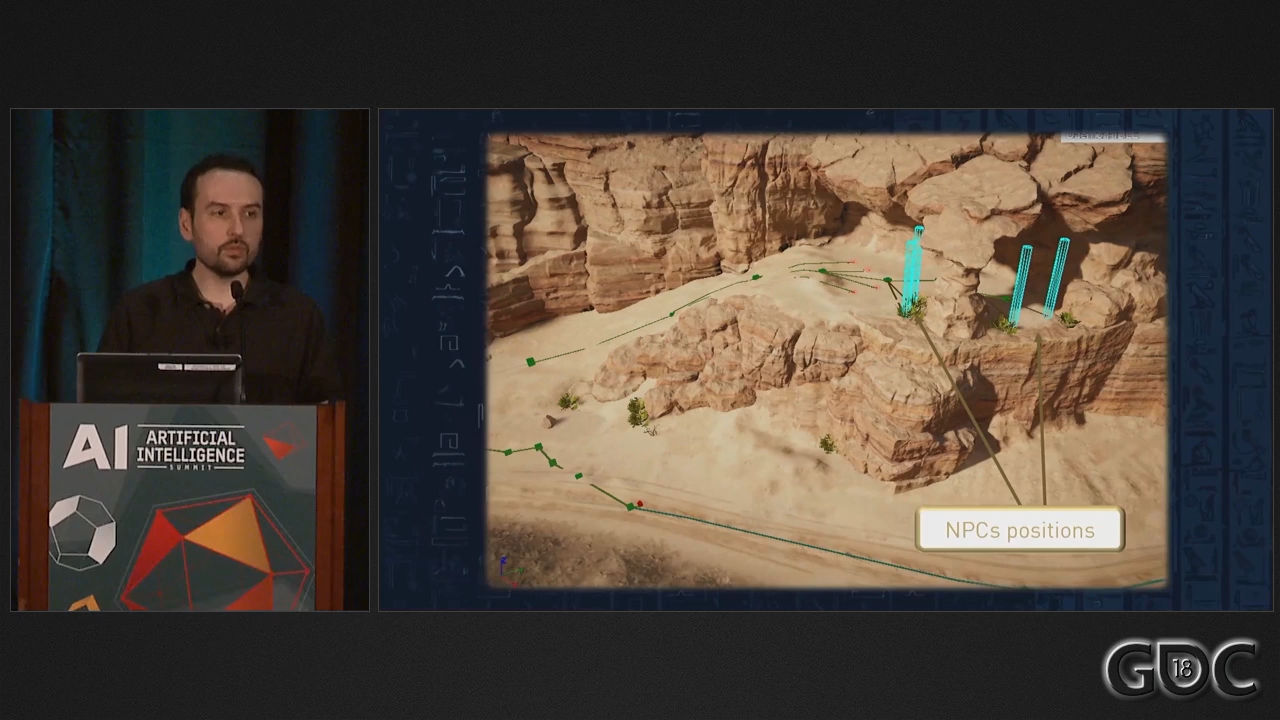 AI
ARTIFICIAL
INTELLIGENCE
SUMMIT
NPCs positions
GDC
18